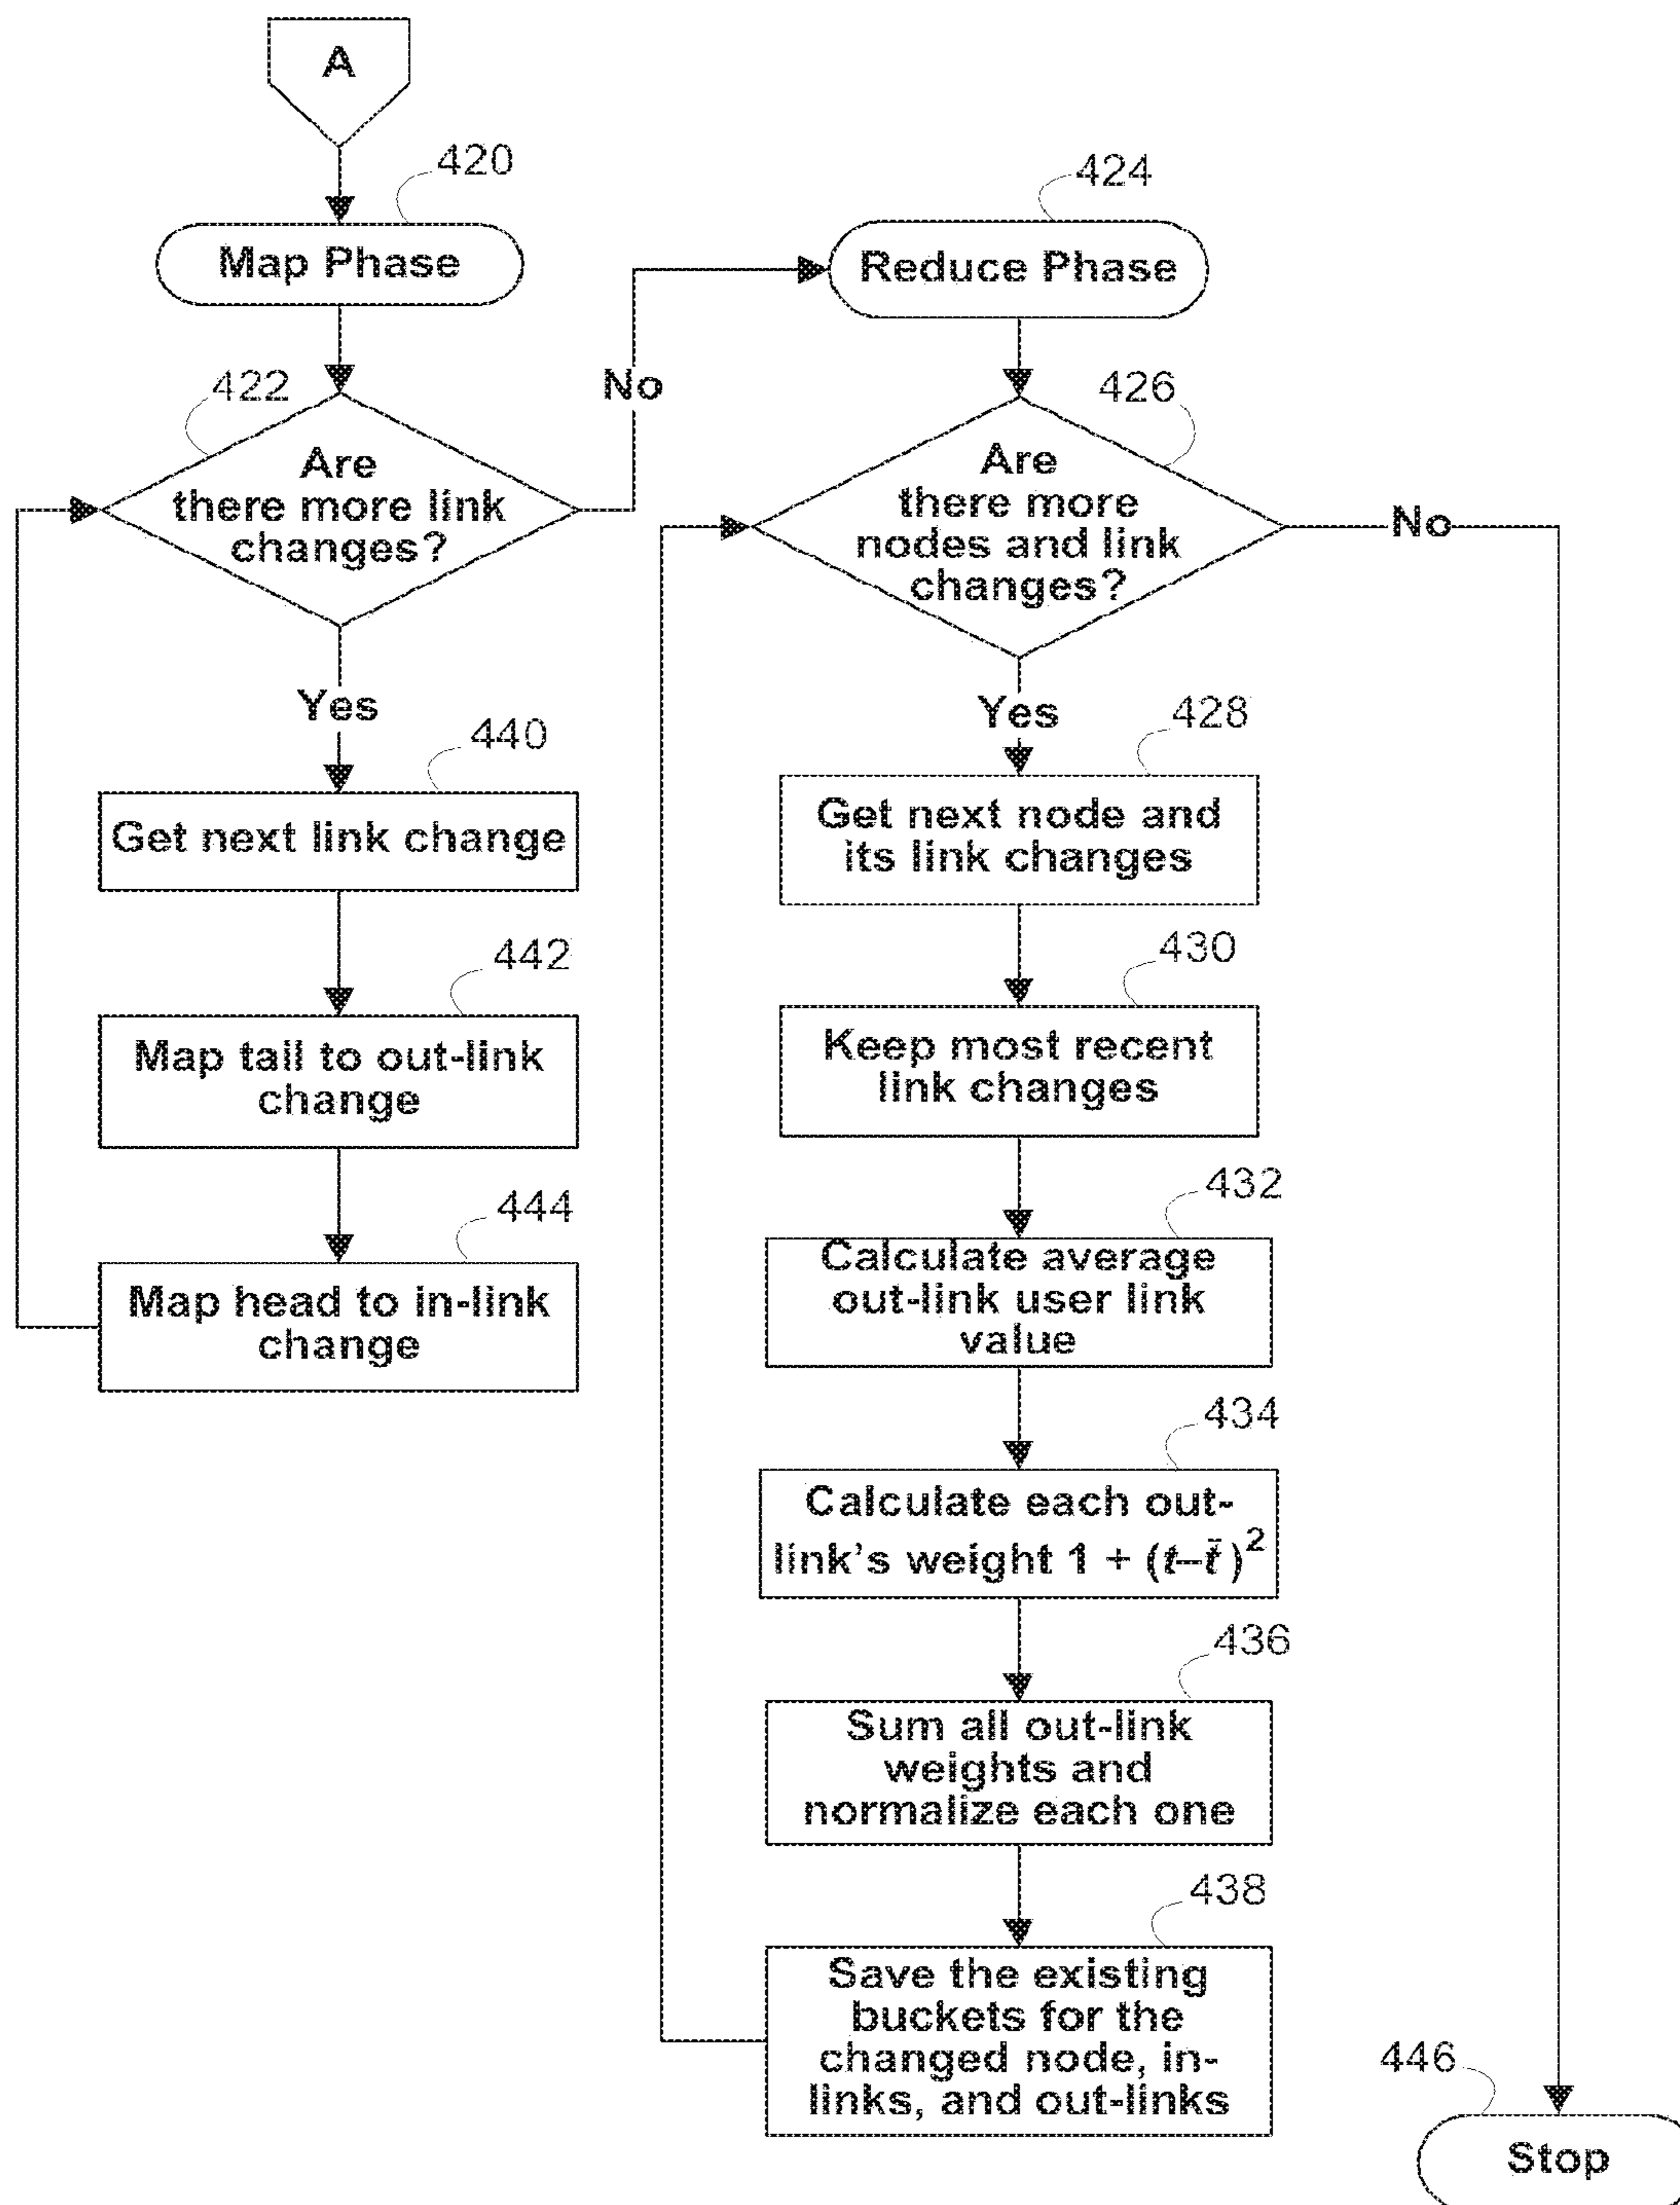 A
420
Map Phase
422
Are
there more link
changes?
No
Yes
440
Get next link change
442
Map tail to out-link
change
444
Map head to in-link
change
424
Reduce Phase
426
Are
there more
nodes and link
changes?
No
Yes
428
Get next node and
its link changes
430
Keep most recent
link changes
432
Calculate average
out-link user link
value
434
Calculate each out-
link's weight 1 + (t–t̄ )²
436
Sum all out-link
weights and
normalize each one
438
Save the existing
buckets for the
changed node, in-
links, and out-links
446
Stop